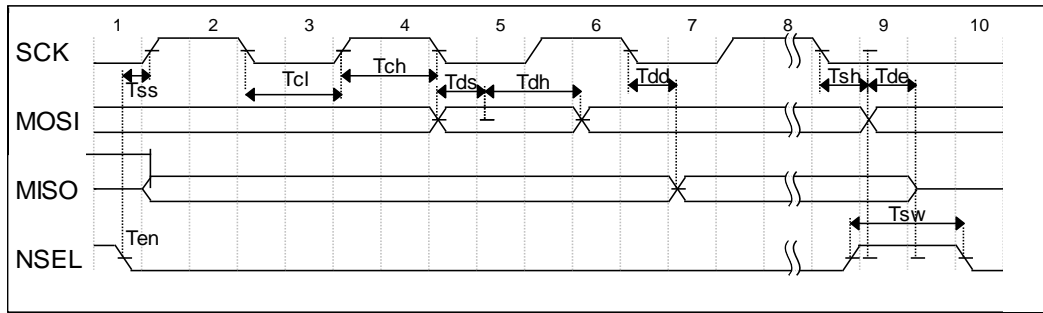 1 2 3 4 5 6 7 8 9 10
SCK
Tss Tcl Tch Tds Tdh Tdd Tsh Tde
MOSI
MISO
Ten Tsw
NSEL